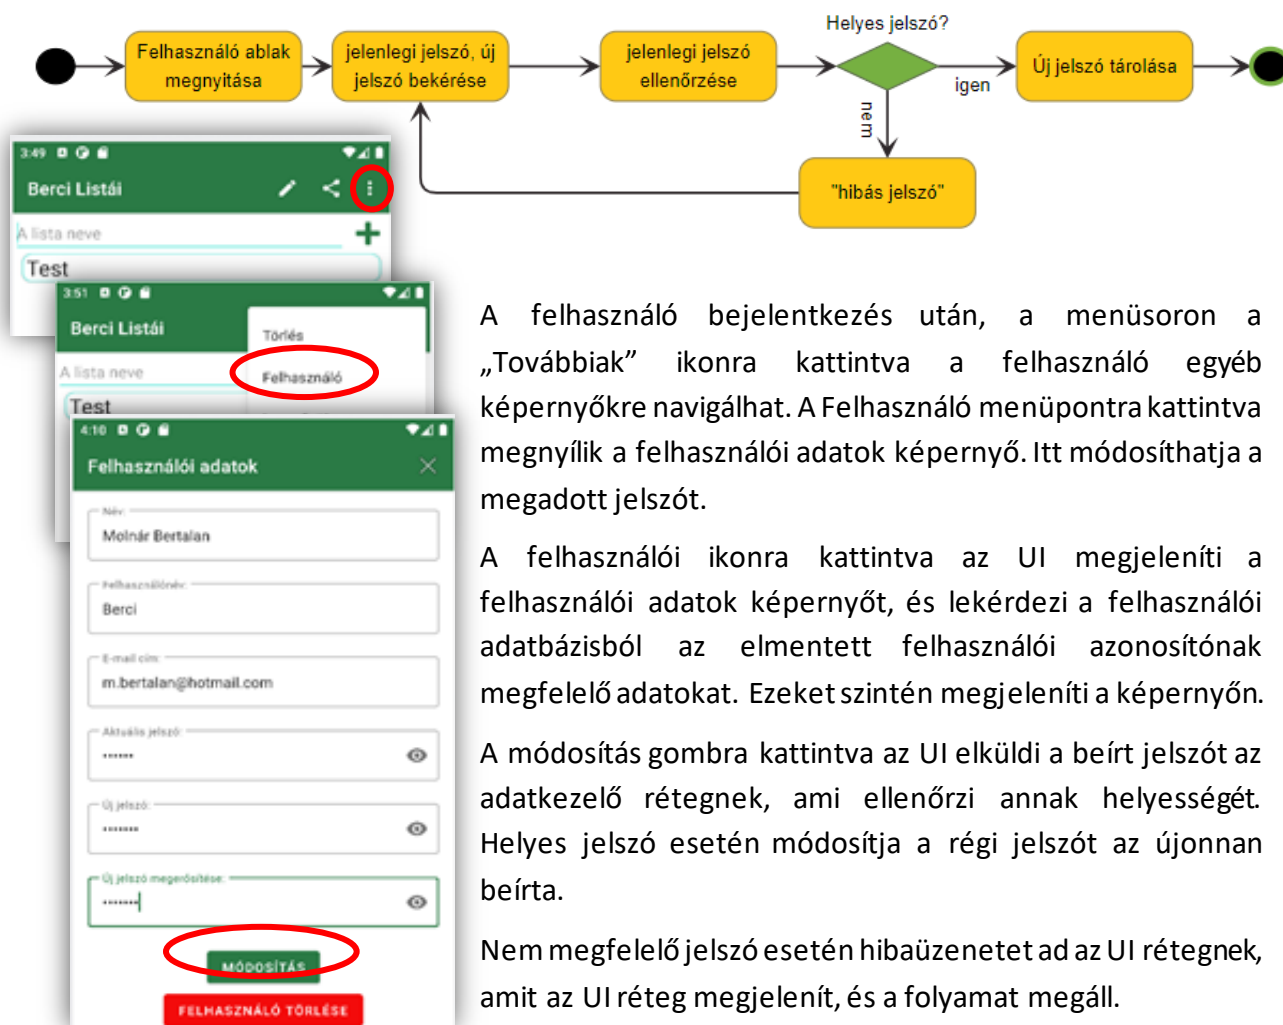 Helyes jelszó?
Felhasználó ablak
megnyitása
jelenlegi jelszó, új
jelszó bekérése
jelenlegi jelszó
ellenőrzése
igen
Új jelszó tárolása
nem
"hibás jelszó"
3:49
Berci Listái
A lista neve
Test
3:51
Berci Listái
Törlés
A lista neve
Felhasználó
Test
4:10
Felhasználói adatok
Név:
Molnár Bertalan
Felhasználónév:
Berci
E-mail cím:
m.bertalan@hotmail.com
Aktuális jelszó:
••••••
Új jelszó:
•••••••
Új jelszó megerősítése:
•••••••
MÓDOSÍTÁS
FELHASZNÁLÓ TÖRLÉSE
A felhasználó bejelentkezés után, a menüsoron a
„Továbbiak” ikonra kattintva a felhasználó egyéb
képernyőkre navigálhat. A Felhasználó menüpontra kattintva
megnyílik a felhasználói adatok képernyő. Itt módosíthatja a
megadott jelszót.
A felhasználói ikonra kattintva az UI megjeleníti a
felhasználói adatok képernyőt, és lekérdezi a felhasználói
adatbázisból az elmentett felhasználói azonosítónak
megfelelő adatokat. Ezeket szintén megjeleníti a képernyőn.
A módosítás gombra kattintva az UI elküldi a beírt jelszót az
adatkezelő rétegnek, ami ellenőrzi annak helyességét.
Helyes jelszó esetén módosítja a régi jelszót az újonnan
beírta.
Nem megfelelő jelszó esetén hibaüzenetet ad az UI rétegnek,
amit az UI réteg megjelenít, és a folyamat megáll.